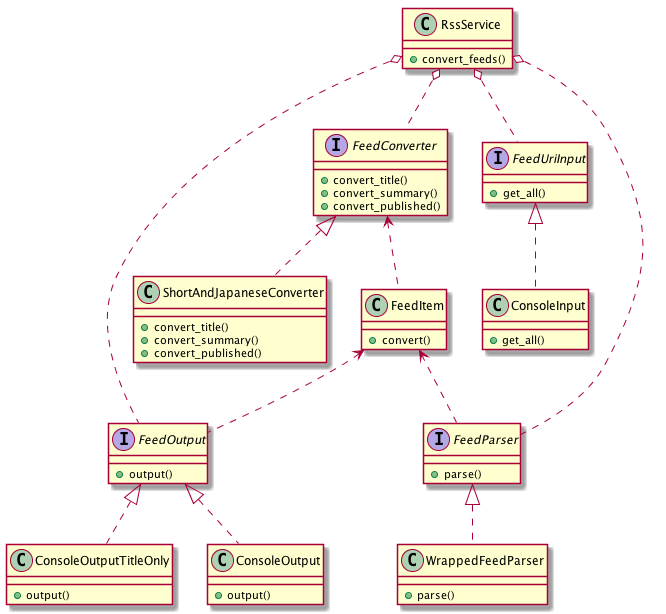 C RssService
convert_feeds()
I FeedConverter
convert_title()
convert_summary()
convert_published()
I FeedUriInput
get_all()
C ShortAndJapaneseConverter
convert_title()
convert_summary()
convert_published()
C FeedItem
convert()
C ConsoleInput
get_all()
I FeedOutput
output()
I FeedParser
parse()
C ConsoleOutputTitleOnly
output()
C ConsoleOutput
output()
C WrappedFeedParser
parse()